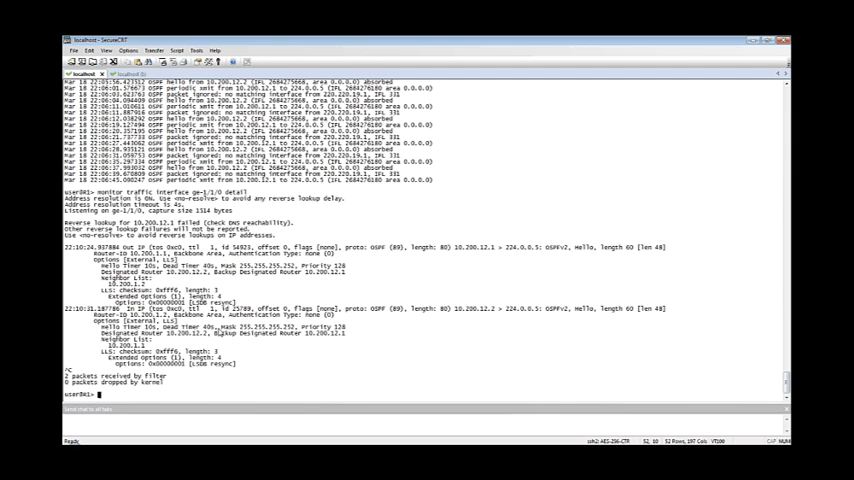 localhost - SecureCRT
File Edit View Options Transfer Script Tools Help
localhost localhost (1)
Mar 18 22:05:56.423512 OSPF hello from 10.200.12.2 (IFL 2684275668, area 0.0.0.0) absorbed
Mar 18 22:06:01.576673 OSPF periodic xmit from 10.200.12.1 to 224.0.0.5 (IFL 2684276180 area 0.0.0.0)
Mar 18 22:06:03.623763 OSPF packet ignored: no matching interface from 220.220.19.1, IFL 331
Mar 18 22:06:04.094409 OSPF hello from 10.200.12.2 (IFL 2684275668, area 0.0.0.0) absorbed
Mar 18 22:06:11.010611 OSPF periodic xmit from 10.200.12.1 to 224.0.0.5 (IFL 2684276180 area 0.0.0.0)
Mar 18 22:06:11.887916 OSPF packet ignored: no matching interface from 220.220.19.1, IFL 331
Mar 18 22:06:12.038292 OSPF hello from 10.200.12.2 (IFL 2684275668, area 0.0.0.0) absorbed
Mar 18 22:06:19.127494 OSPF periodic xmit from 10.200.12.1 to 224.0.0.5 (IFL 2684276180 area 0.0.0.0)
Mar 18 22:06:20.357195 OSPF hello from 10.200.12.2 (IFL 2684275668, area 0.0.0.0) absorbed
Mar 18 22:06:21.737733 OSPF packet ignored: no matching interface from 220.220.19.1, IFL 331
Mar 18 22:06:27.443062 OSPF periodic xmit from 10.200.12.1 to 224.0.0.5 (IFL 2684276180 area 0.0.0.0)
Mar 18 22:06:28.935121 OSPF hello from 10.200.12.2 (IFL 2684275668, area 0.0.0.0) absorbed
Mar 18 22:06:31.059753 OSPF packet ignored: no matching interface from 220.220.19.1, IFL 331
Mar 18 22:06:35.297334 OSPF periodic xmit from 10.200.12.1 to 224.0.0.5 (IFL 2684276180 area 0.0.0.0)
Mar 18 22:06:37.993032 OSPF hello from 10.200.12.2 (IFL 2684275668, area 0.0.0.0) absorbed
Mar 18 22:06:39.670809 OSPF packet ignored: no matching interface from 220.220.19.1, IFL 331
Mar 18 22:06:45.090247 OSPF periodic xmit from 10.200.12.1 to 224.0.0.5 (IFL 2684276180 area 0.0.0.0)
user@R1> monitor traffic interface ge-1/1/0 detail
Address resolution is ON. Use <no-resolve> to avoid any reverse lookup delay.
Address resolution timeout is 4s.
Listening on ge-1/1/0, capture size 1514 bytes
Reverse lookup for 10.200.12.1 failed (check DNS reachability).
Other reverse lookup failures will not be reported.
Use <no-resolve> to avoid reverse lookups on IP addresses.
22:10:24.937884 Out IP (tos 0xc0, ttl 1, id 54923, offset 0, flags [none], proto: OSPF (89), length: 80) 10.200.12.1 > 224.0.0.5: OSPFv2, Hello, length 60 [len 48]
Router-ID 10.200.1.1, Backbone Area, Authentication Type: none (0)
Options [External, LLS]
Hello Timer 10s, Dead Timer 40s, Mask 255.255.255.252, Priority 128
Designated Router 10.200.12.2, Backup Designated Router 10.200.12.1
Neighbor List:
10.200.1.2
LLS: checksum: 0xfff6, length: 3
Extended Options (1), length: 4
Options: 0x00000001 [LSDB resync]
22:10:31.187786 In IP (tos 0xc0, ttl 1, id 25789, offset 0, flags [none], proto: OSPF (89), length: 80) 10.200.12.2 > 224.0.0.5: OSPFv2, Hello, length 60 [len 48]
Router-ID 10.200.1.2, Backbone Area, Authentication Type: none (0)
Options [External, LLS]
Hello Timer 10s, Dead Timer 40s, Mask 255.255.255.252, Priority 128
Designated Router 10.200.12.2, Backup Designated Router 10.200.12.1
Neighbor List:
10.200.1.1
LLS: checksum: 0xfff6, length: 3
Extended Options (1), length: 4
Options: 0x00000001 [LSDB resync]
^C
2 packets received by filter
0 packets dropped by kernel
user@R1>
Send chat to all tabs
Ready ssh2: AES-256-CTR 52, 10 52 Rows, 197 Cols VT100 CAP NUM